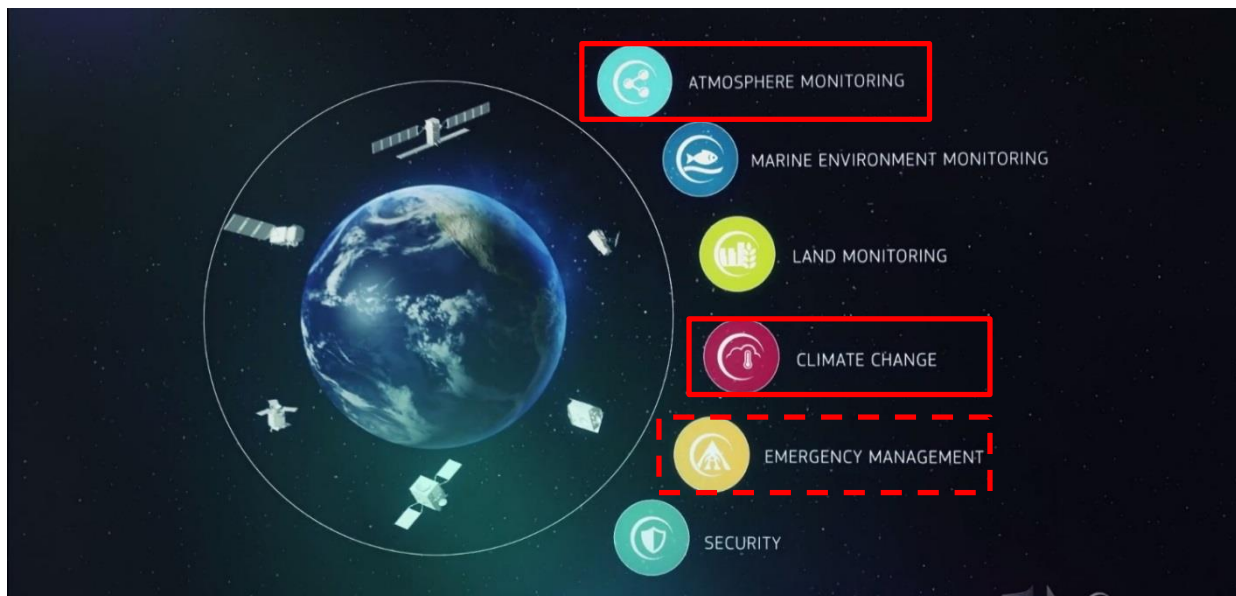 ATMOSPHERE MONITORING
MARINE ENVIRONMENT MONITORING
LAND MONITORING
CLIMATE CHANGE
EMERGENCY MANAGEMENT
SECURITY